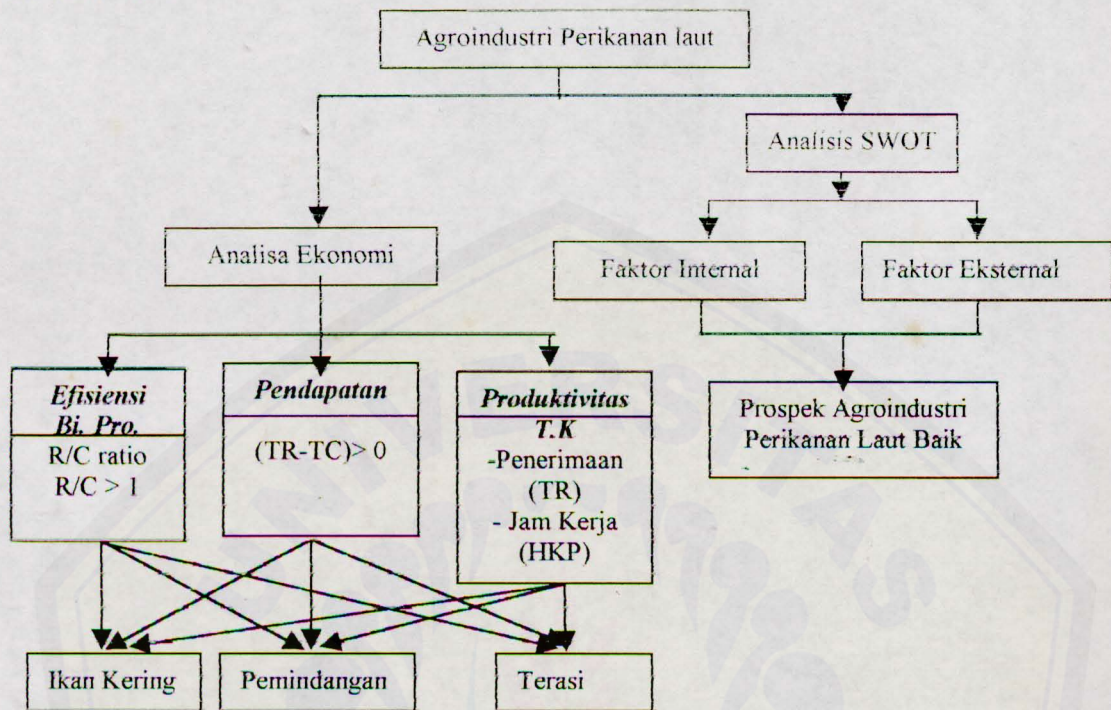 Agroindustri Perikanan laut
Analisis SWOT
Analisa Ekonomi
Faktor Internal
Faktor Eksternal
Efisiensi
Bi. Pro.
R/C ratio
R/C > 1
Pendapatan
(TR-TC)> 0
Produktivitas
T.K
-Penerimaan
(TR)
- Jam Kerja
(HKP)
Prospek Agroindustri
Perikanan Laut Baik
Ikan Kering
Pemindangan
Terasi
UNIVERSITAS